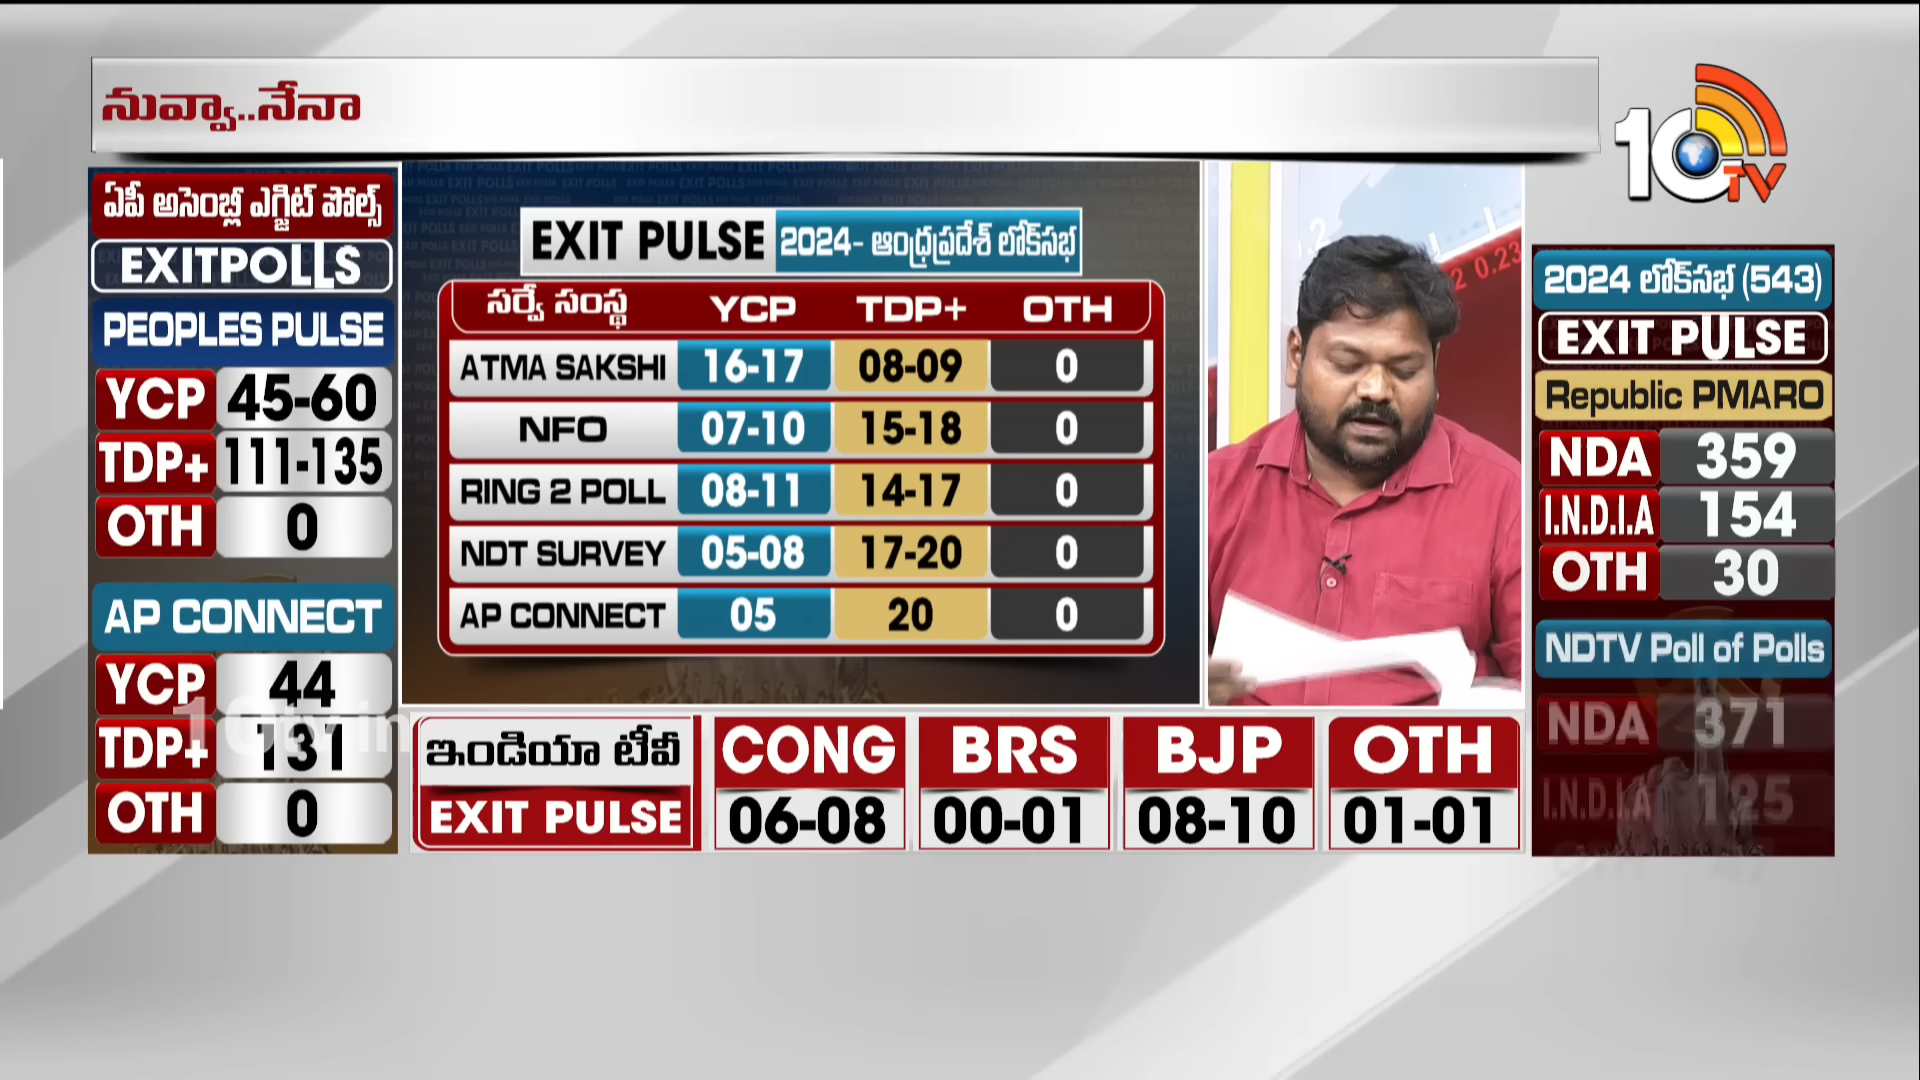 నువ్వా..నేనా
10TV
ఏపీ అసెంబ్లీ ఎగ్జిట్ పోల్స్
EXITPOLLS
PEOPLES PULSE
YCP 45-60
TDP+ 111-135
OTH 0
AP CONNECT
YCP 44
TDP+ 131
OTH 0
EXIT PULSE 2024- ఆంధ్రప్రదేశ్ లోక్‌సభ
సర్వే సంస్థ YCP TDP+ OTH
ATMA SAKSHI 16-17 08-09 0
NFO 07-10 15-18 0
RING 2 POLL 08-11 14-17 0
NDT SURVEY 05-08 17-20 0
AP CONNECT 05 20 0
2 0.23
ఇండియా టీవీ
EXIT PULSE
CONG BRS BJP OTH
06-08 00-01 08-10 01-01
2024 లోక్‌సభ (543)
EXIT PULSE
Republic PMARQ
NDA 359
I.N.D.I.A 154
OTH 30
NDTV Poll of Polls
NDA 371
I.N.D.I.A 125
OTH 47